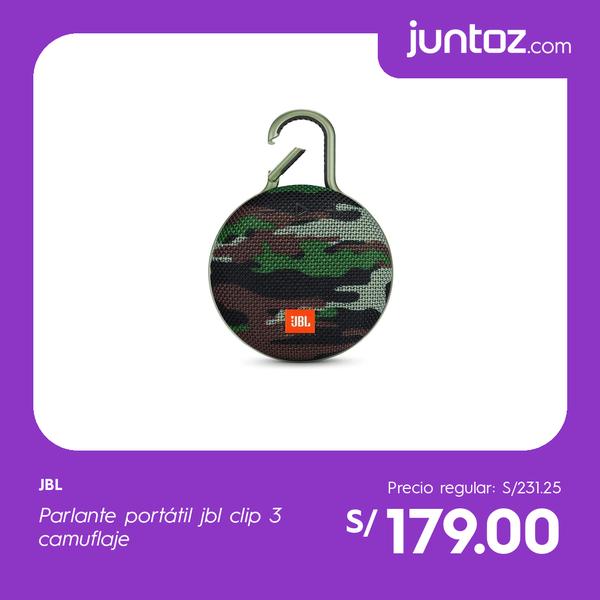 juntoz.com
JBL
JBL
Parlante portátil jbl clip 3
camuflaje
Precio regular: S/231.25
S/179.00